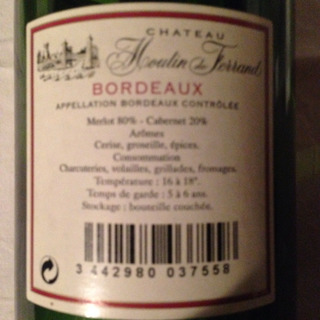 CHATEAU
Moulin de Ferrand
BORDEAUX
APPELLATION BORDEAUX CONTRÔLÉE
Merlot 80% - Cabernet 20%
Arômes
Cerise, groseille, épices.
Consommation
Charcuteries, volailles, grillades, fromages.
Température : 16 à 18°.
Temps de garde : 5 à 6 ans.
Stockage : bouteille couchée.
3 442980 037558